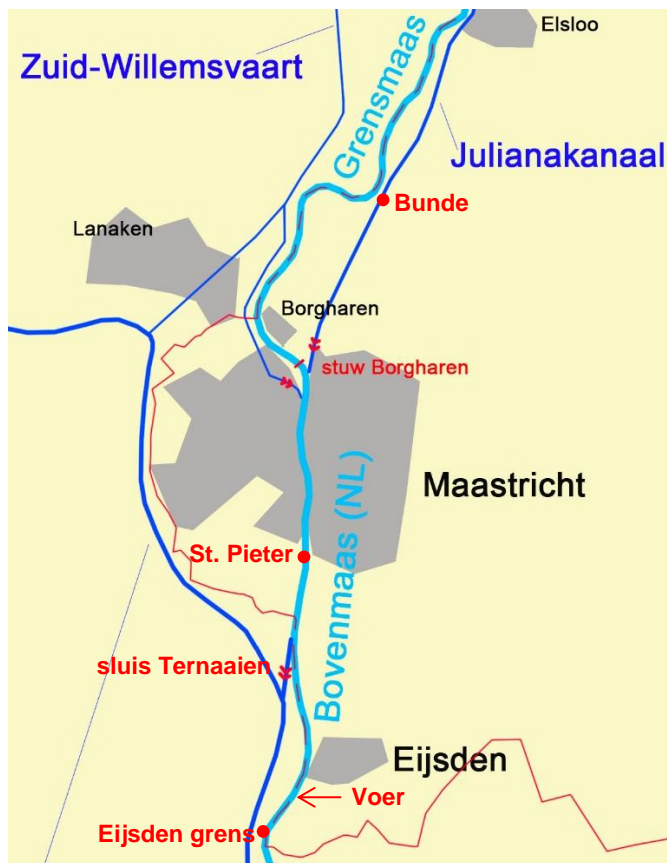 Elsloo
Zuid-Willemsvaart
Grensmaas
Julianakanaal
Bunde
Lanaken
Borgharen
stuw Borgharen
Maastricht
Bovenmaas (NL)
St. Pieter
sluis Ternaaien
Eijsden
Voer
Eijsden grens